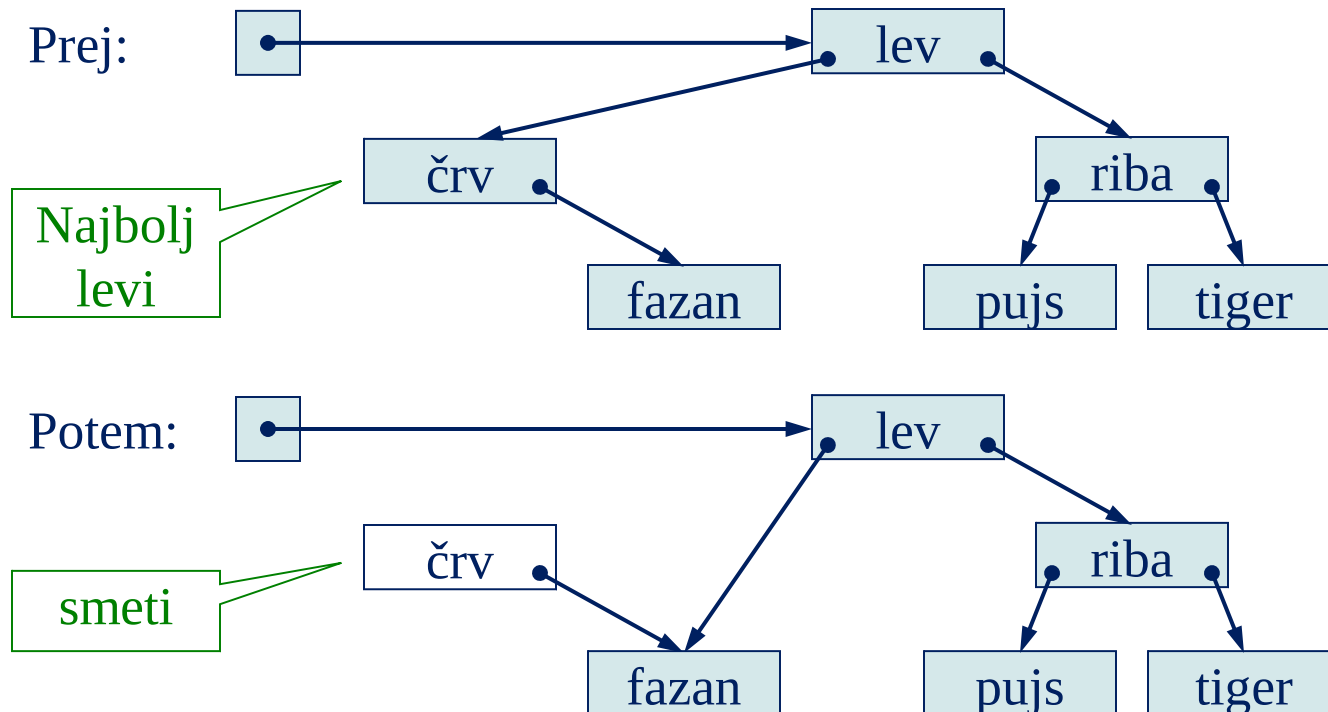 Prej:
lev
črv
riba
Najbolj
levi
fazan
pujs
tiger
Potem:
lev
črv
riba
smeti
fazan
pujs
tiger